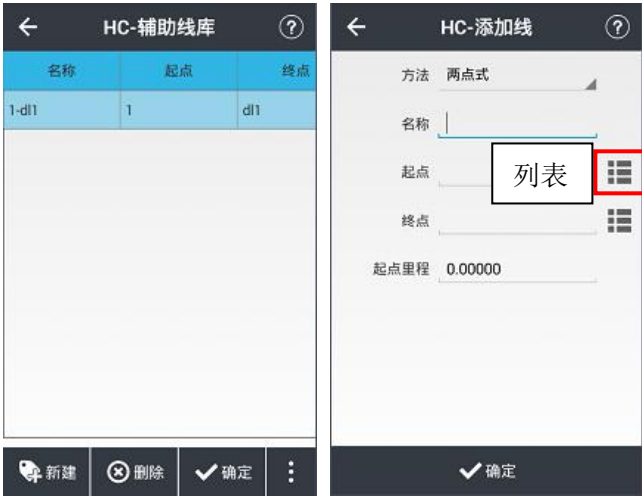 HC-辅助线库
名称 起点 终点
1-dl1 1 dl1
新建 删除 确定
HC-添加线
方法 两点式
名称
起点 列表
终点
起点里程 0.00000
确定